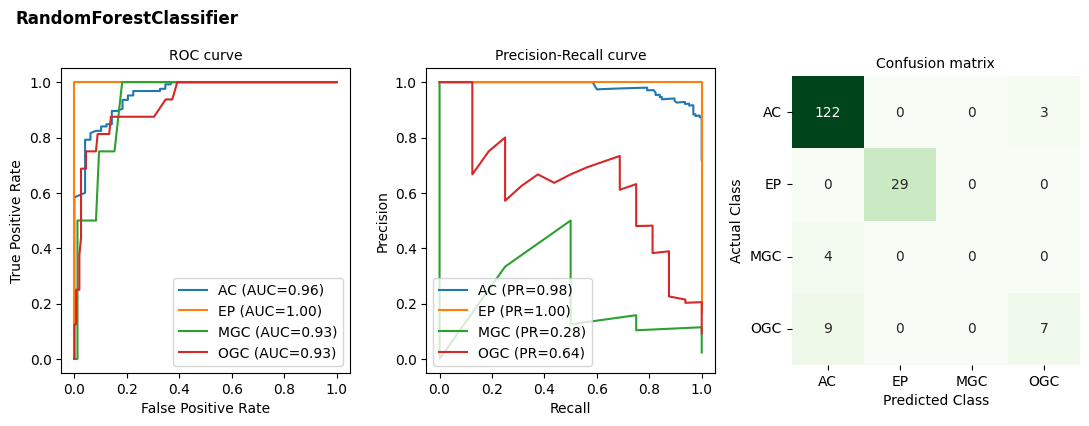 RandomForestClassifier
ROC curve
True Positive Rate
1.0
0.8
0.6
0.4
0.2
0.0
0.0 0.2 0.4 0.6 0.8 1.0
False Positive Rate
AC (AUC=0.96)
EP (AUC=1.00)
MGC (AUC=0.93)
OGC (AUC=0.93)
Precision-Recall curve
Precision
1.0
0.8
0.6
0.4
0.2
0.0
0.0 0.2 0.4 0.6 0.8 1.0
Recall
AC (PR=0.98)
EP (PR=1.00)
MGC (PR=0.28)
OGC (PR=0.64)
Confusion matrix
Actual Class
AC 122 0 0 3
EP 0 29 0 0
MGC 4 0 0 0
OGC 9 0 0 7
AC EP MGC OGC
Predicted Class